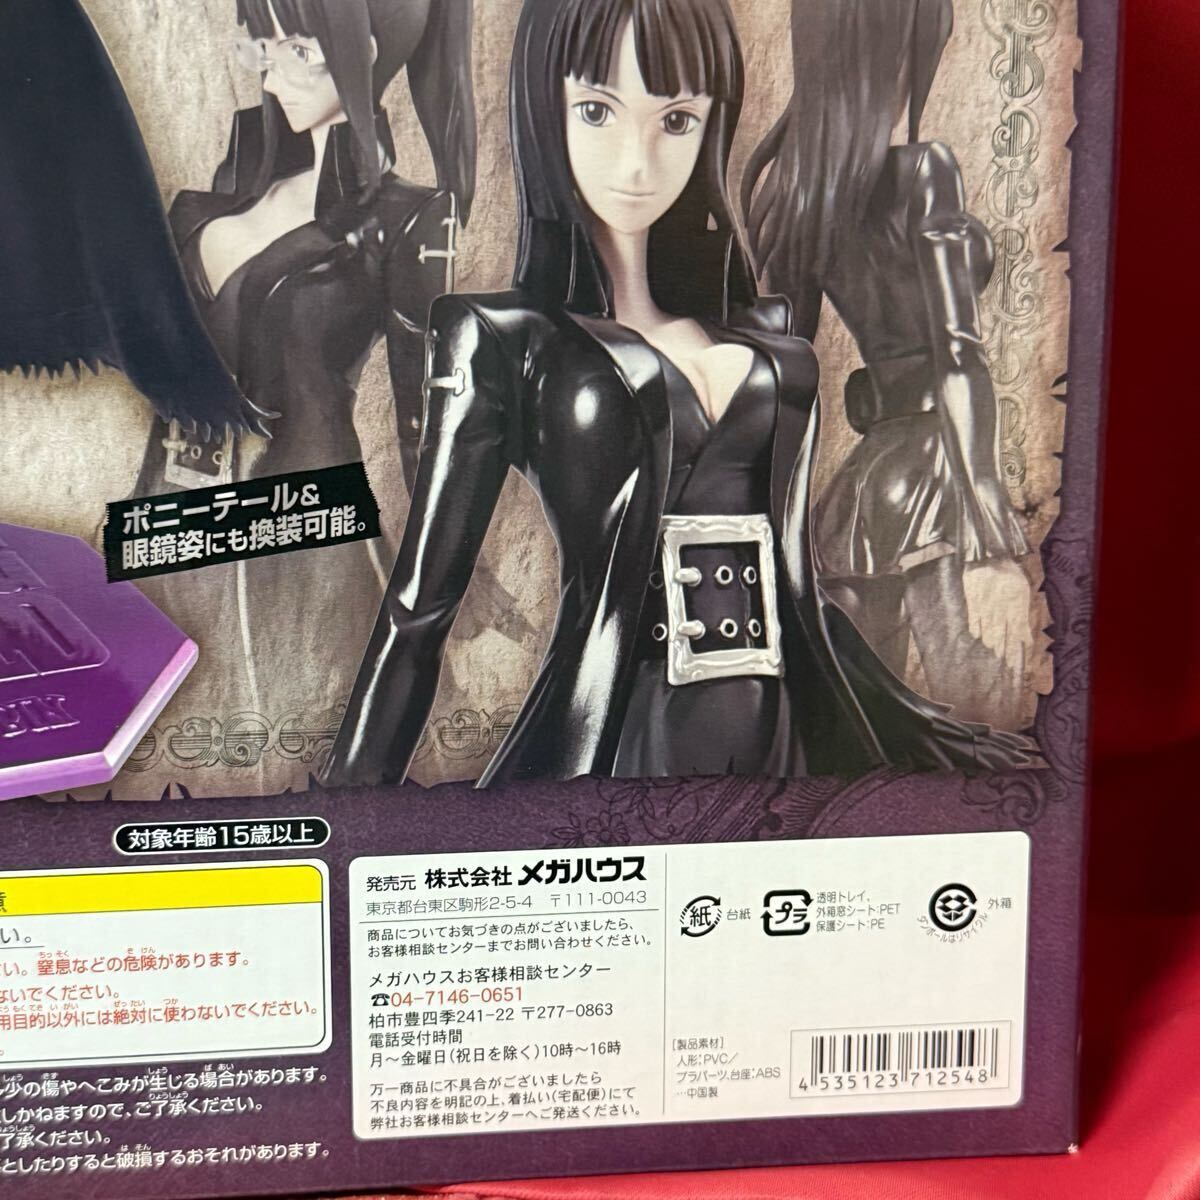 ポニーテール&
眼鏡姿にも換装可能。
対象年齢15歳以上
発売元 株式会社 メガハウス
東京都台東区駒形2-5-4 〒111-0043
商品についてお気づきの点がございましたら、
お客様相談センターまでお問い合わせください。
メガハウスお客様相談センター
☎04-7146-0651
柏市豊四季241-22 〒277-0863
電話受付時間
月〜金曜日(祝日を除く)10時〜16時
万一商品に不具合がございましたら
不良内容を明記の上、着払い(宅配便)にて
弊社お客様相談センターへご発送ください。
紙 台紙
プラ 透明トレイ、
外箱窓シート:PET
保護シート:PE
ダンボールはリサイクル 外箱
[製品素材]
人形:PVC/
プラパーツ、台座:ABS
…中国製
4 535123 712548
意
い。
い。窒息などの危険があります。
ないでください。
用目的以外には絶対に使わないでください。
少の傷やへこみが生じる場合があります。
しかねますので、ご了承ください。
了承ください。
としたりすると破損するおそれがあります。